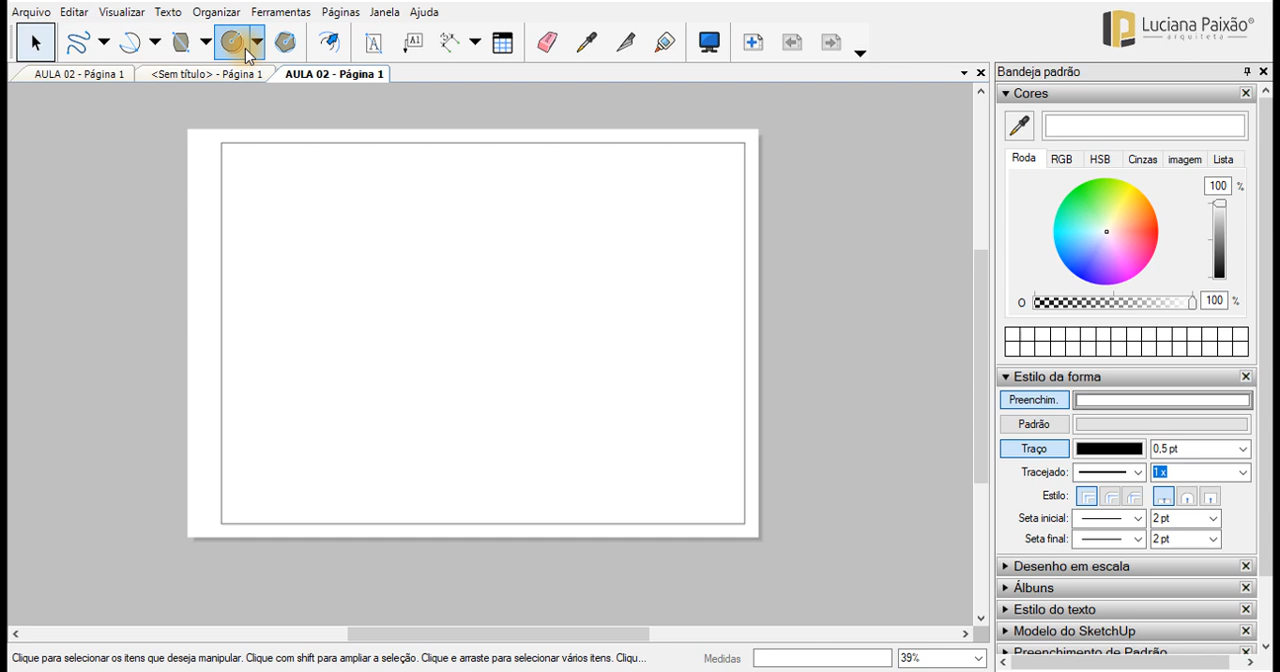 Arquivo Editar Visualizar Texto Organizar Ferramentas Páginas Janela Ajuda
Luciana Paixão
arquiteta
A A1
AULA 02 - Página 1 <Sem título> - Página 1 AULA 02 - Página 1
Bandeja padrão
Cores
Roda RGB HSB Cinzas imagem Lista
100 %
O 100 %
Estilo da forma
Preenchim.
Padrão
Traço 0,5 pt
Tracejado: 1 x
Estilo:
Seta inicial: 2 pt
Seta final: 2 pt
Desenho em escala
Álbuns
Estilo do texto
Modelo do SketchUp
Preenchimento de Padrão
Clique para selecionar os itens que deseja manipular. Clique com shift para ampliar a seleção. Clique e arraste para selecionar vários itens. Cliqu... Medidas 39%